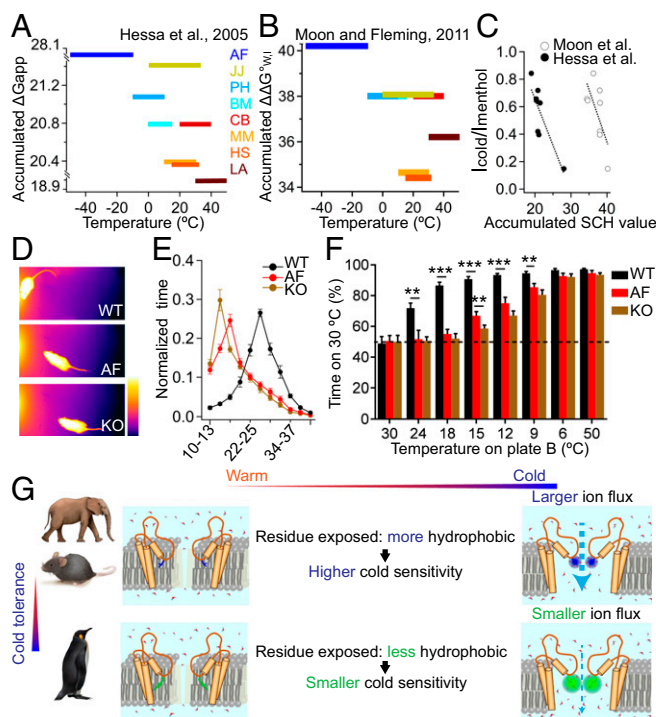 A
Hessa et al., 2005
Accumulated ΔGapp
28.1
21.2
20.8
20.4
18.9
-40
0
40
Temperature (ºC)
AF
JJ
PH
BM
CB
MM
HS
LA
B
Moon and Fleming, 2011
Accumulated ΔΔG°w,l
40
38
36
34
-40
0
40
Temperature (ºC)
C
Moon et al.
Hessa et al.
Icold/Imenthol
1.0
0.8
0.6
0.4
0.2
0.0
20
30
40
Accumulated SCH value
D
WT
AF
KO
E
WT
AF
KO
Normalized time
0.4
0.3
0.2
0.1
0.0
10-13
22-25
34-37
F
WT
AF
KO
Time on 30 ºC (%)
100
80
60
40
20
0
**
***
***
**
***
**
30 24 18 15 12 9 6 50
Temperature on plate B (ºC)
G
Warm
Cold
Cold tolerance
Residue exposed: more hydrophobic
Higher cold sensitivity
Larger ion flux
Residue exposed: less hydrophobic
Smaller cold sensitivity
Smaller ion flux